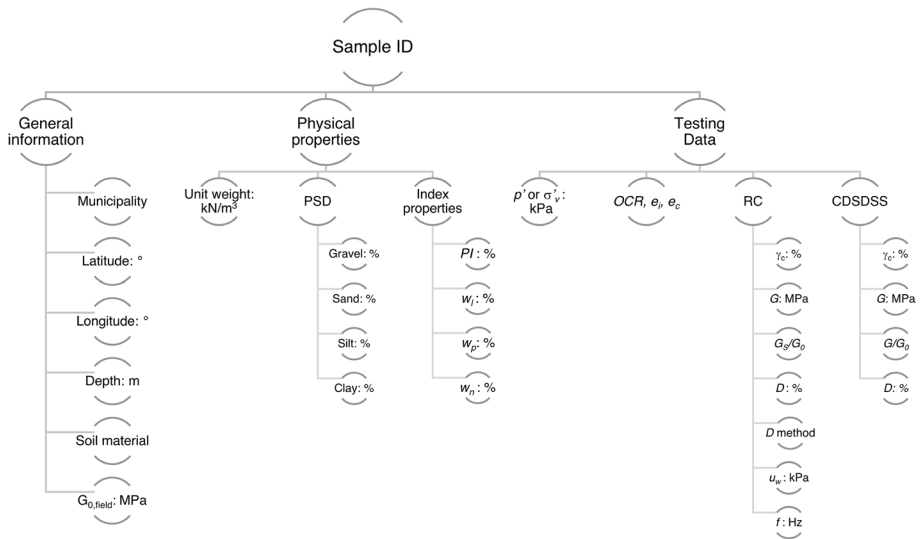 Sample ID
General
information
Physical
properties
Testing
Data
Municipality
Latitude: °
Longitude: °
Depth: m
Soil material
G0,field: MPa
Unit weight:
kN/m³
PSD
Gravel: %
Sand: %
Silt: %
Clay: %
Index
properties
PI: %
wl: %
wp: %
wn: %
p' or σ'v:
kPa
OCR, ei, ec
RC
γc: %
G: MPa
GS/G0
D: %
D method
uw: kPa
f: Hz
CDSDSS
γc: %
G: MPa
G/G0
D: %